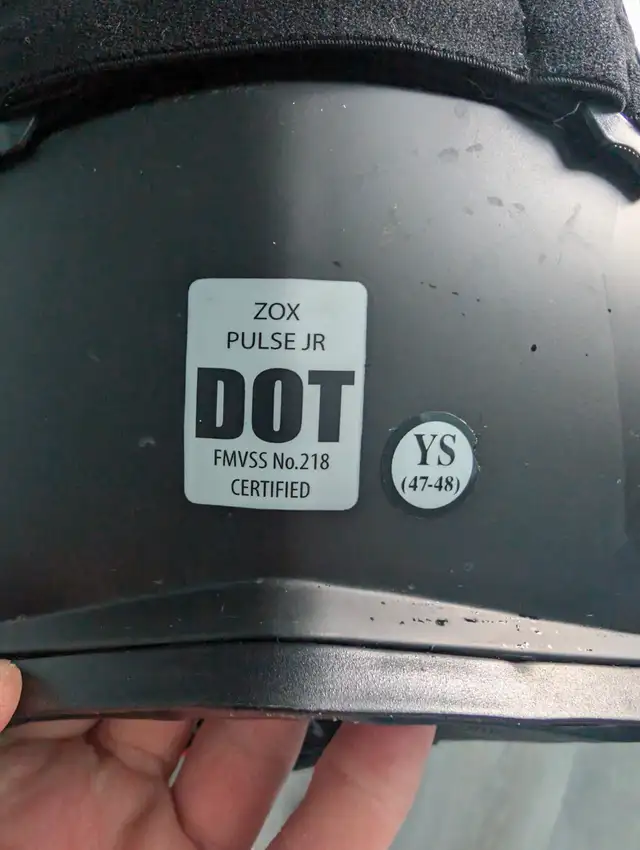 ZOX
PULSE JR
DOT
FMVSS No.218
CERTIFIED
YS
(47-48)